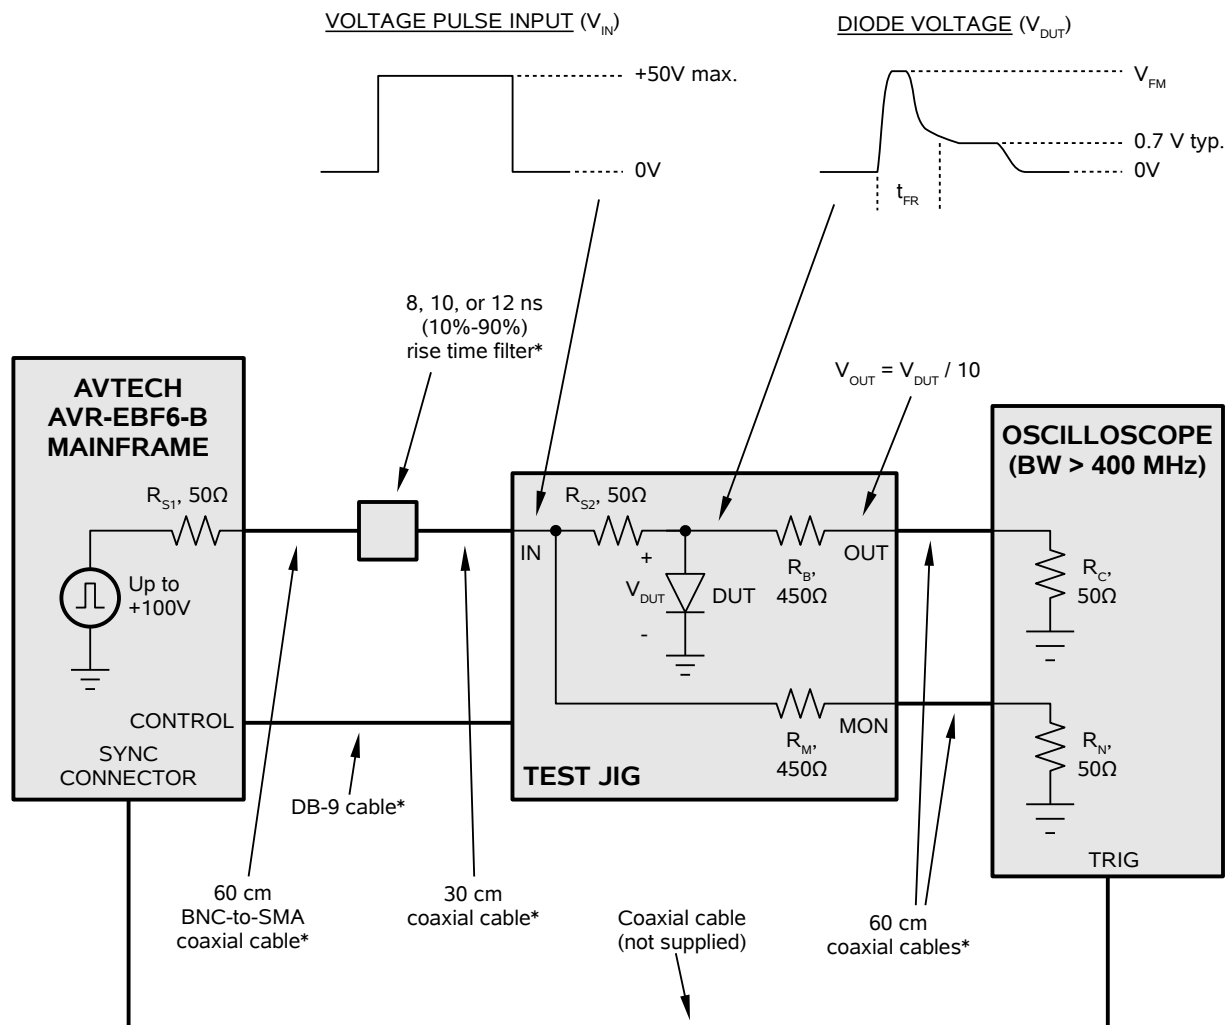 VOLTAGE PULSE INPUT (V_IN)
+50V max.
0V
DIODE VOLTAGE (V_DUT)
V_FM
0.7 V typ.
0V
t_FR
8, 10, or 12 ns
(10%-90%)
rise time filter*
V_OUT = V_DUT / 10
AVTECH
AVR-EBF6-B
MAINFRAME
R_S1, 50Ω
Up to
+100V
CONTROL
SYNC
CONNECTOR
IN
R_S2, 50Ω
+
V_DUT
-
DUT
R_B,
450Ω
OUT
R_M,
450Ω
MON
TEST JIG
OSCILLOSCOPE
(BW > 400 MHz)
R_C,
50Ω
R_N,
50Ω
TRIG
DB-9 cable*
60 cm
BNC-to-SMA
coaxial cable*
30 cm
coaxial cable*
Coaxial cable
(not supplied)
60 cm
coaxial cables*